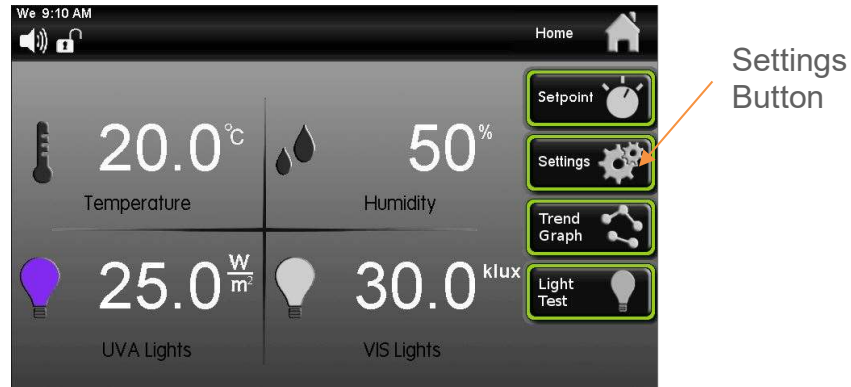 We 9:10 AM
Home
Settings
Button
Setpoint
20.0°C
50%
Settings
Temperature
Humidity
Trend
Graph
25.0 W/m²
30.0 klux
Light
Test
UVA Lights
VIS Lights